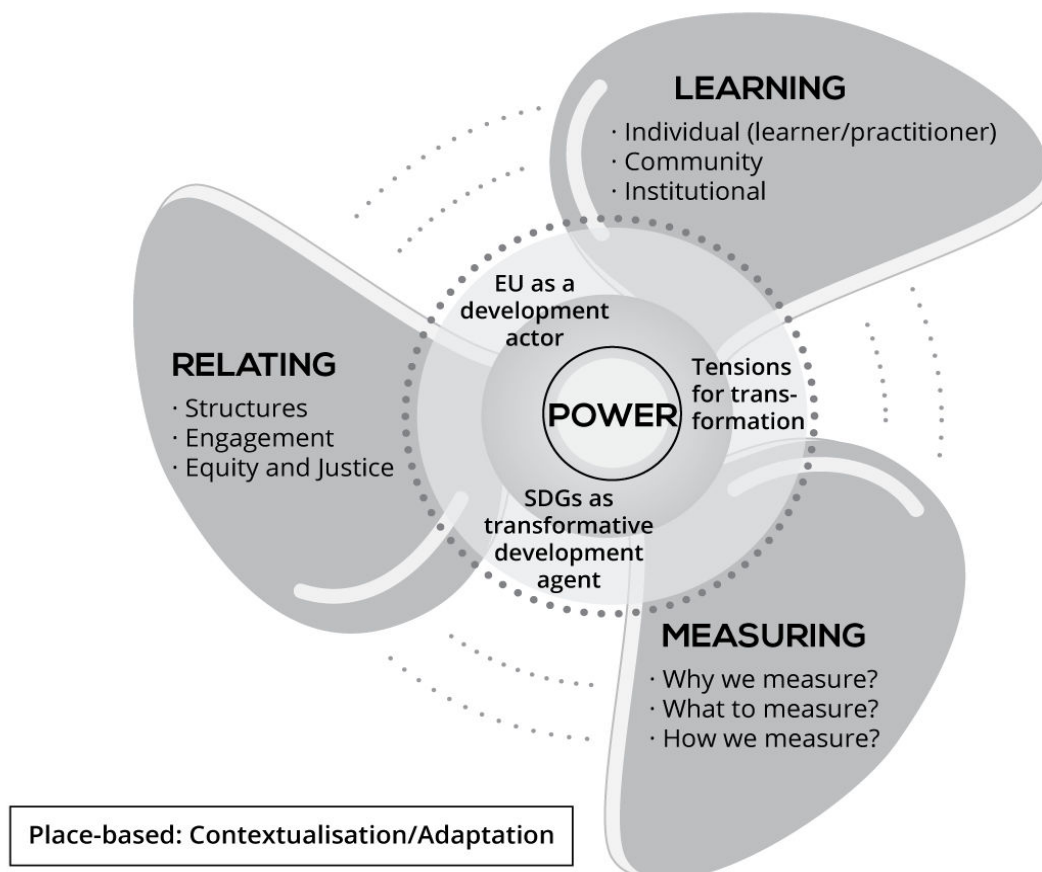 LEARNING
· Individual (learner/practitioner)
· Community
· Institutional
EU as a
development
actor
RELATING
· Structures
· Engagement
· Equity and Justice
POWER
Tensions
for trans-
formation
SDGs as
transformative
development
agent
MEASURING
· Why we measure?
· What to measure?
· How we measure?
Place-based: Contextualisation/Adaptation